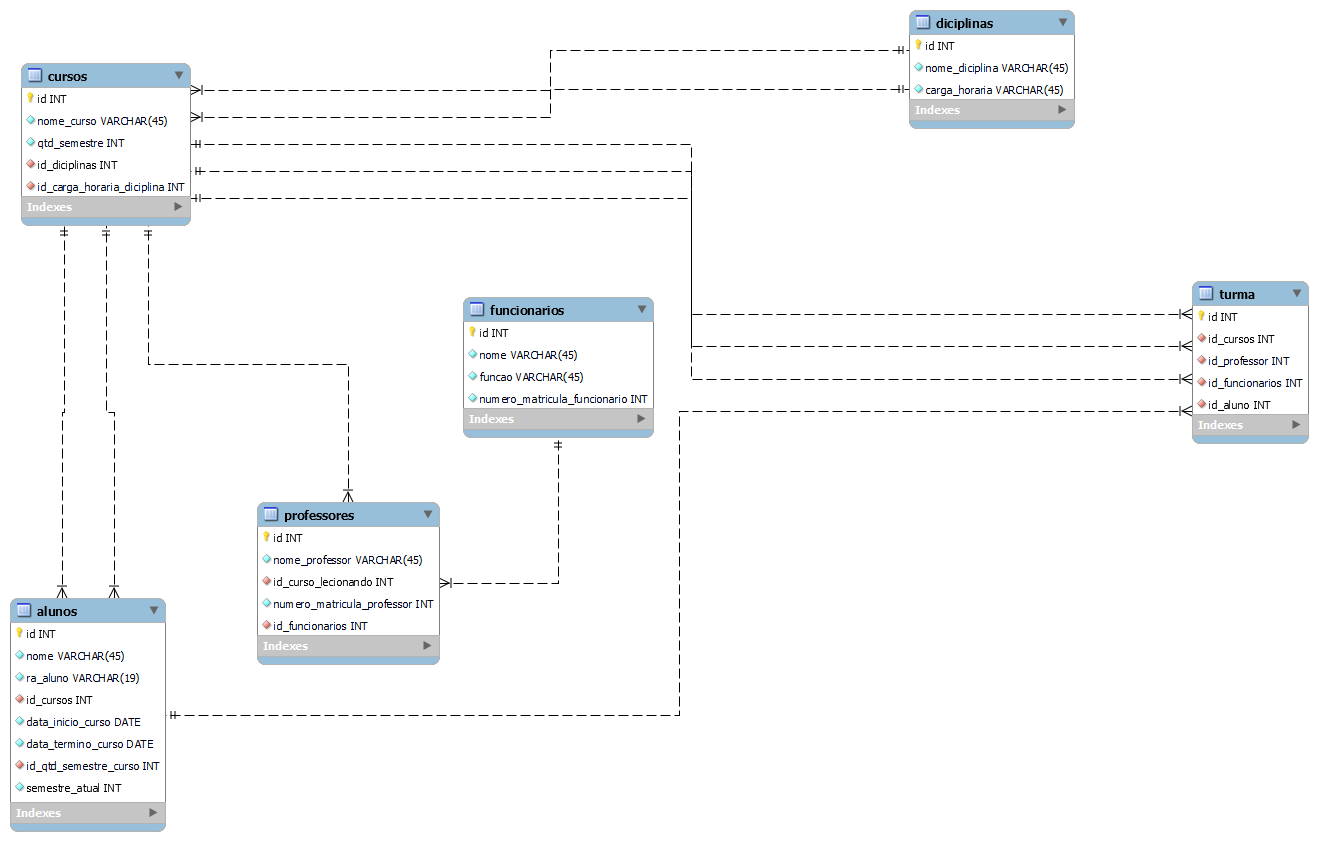 diciplinas
id INT
nome_diciplina VARCHAR(45)
carga_horaria VARCHAR(45)
Indexes
cursos
id INT
nome_curso VARCHAR(45)
qtd_semestre INT
id_diciplinas INT
id_carga_horaria_diciplina INT
Indexes
funcionarios
id INT
nome VARCHAR(45)
funcao VARCHAR(45)
numero_matricula_funcionario INT
Indexes
turma
id INT
id_cursos INT
id_professor INT
id_funcionarios INT
id_aluno INT
Indexes
professores
id INT
nome_professor VARCHAR(45)
id_curso_lecionando INT
numero_matricula_professor INT
id_funcionarios INT
Indexes
alunos
id INT
nome VARCHAR(45)
ra_aluno VARCHAR(19)
id_cursos INT
data_inicio_curso DATE
data_termino_curso DATE
id_qtd_semestre_curso INT
semestre_atual INT
Indexes